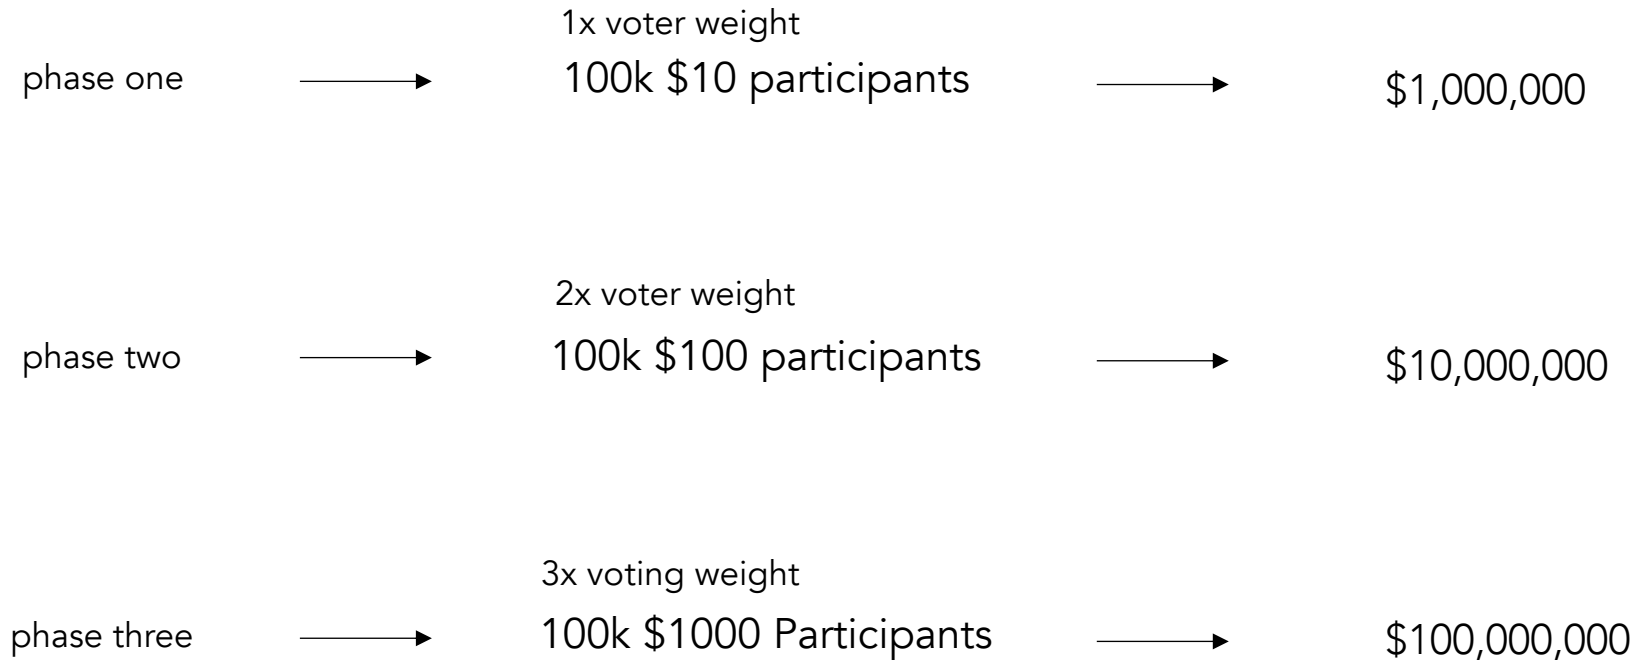 1x voter weight
phase one
100k $10 participants
$1,000,000
2x voter weight
phase two
100k $100 participants
$10,000,000
3x voting weight
phase three
100k $1000 Participants
$100,000,000